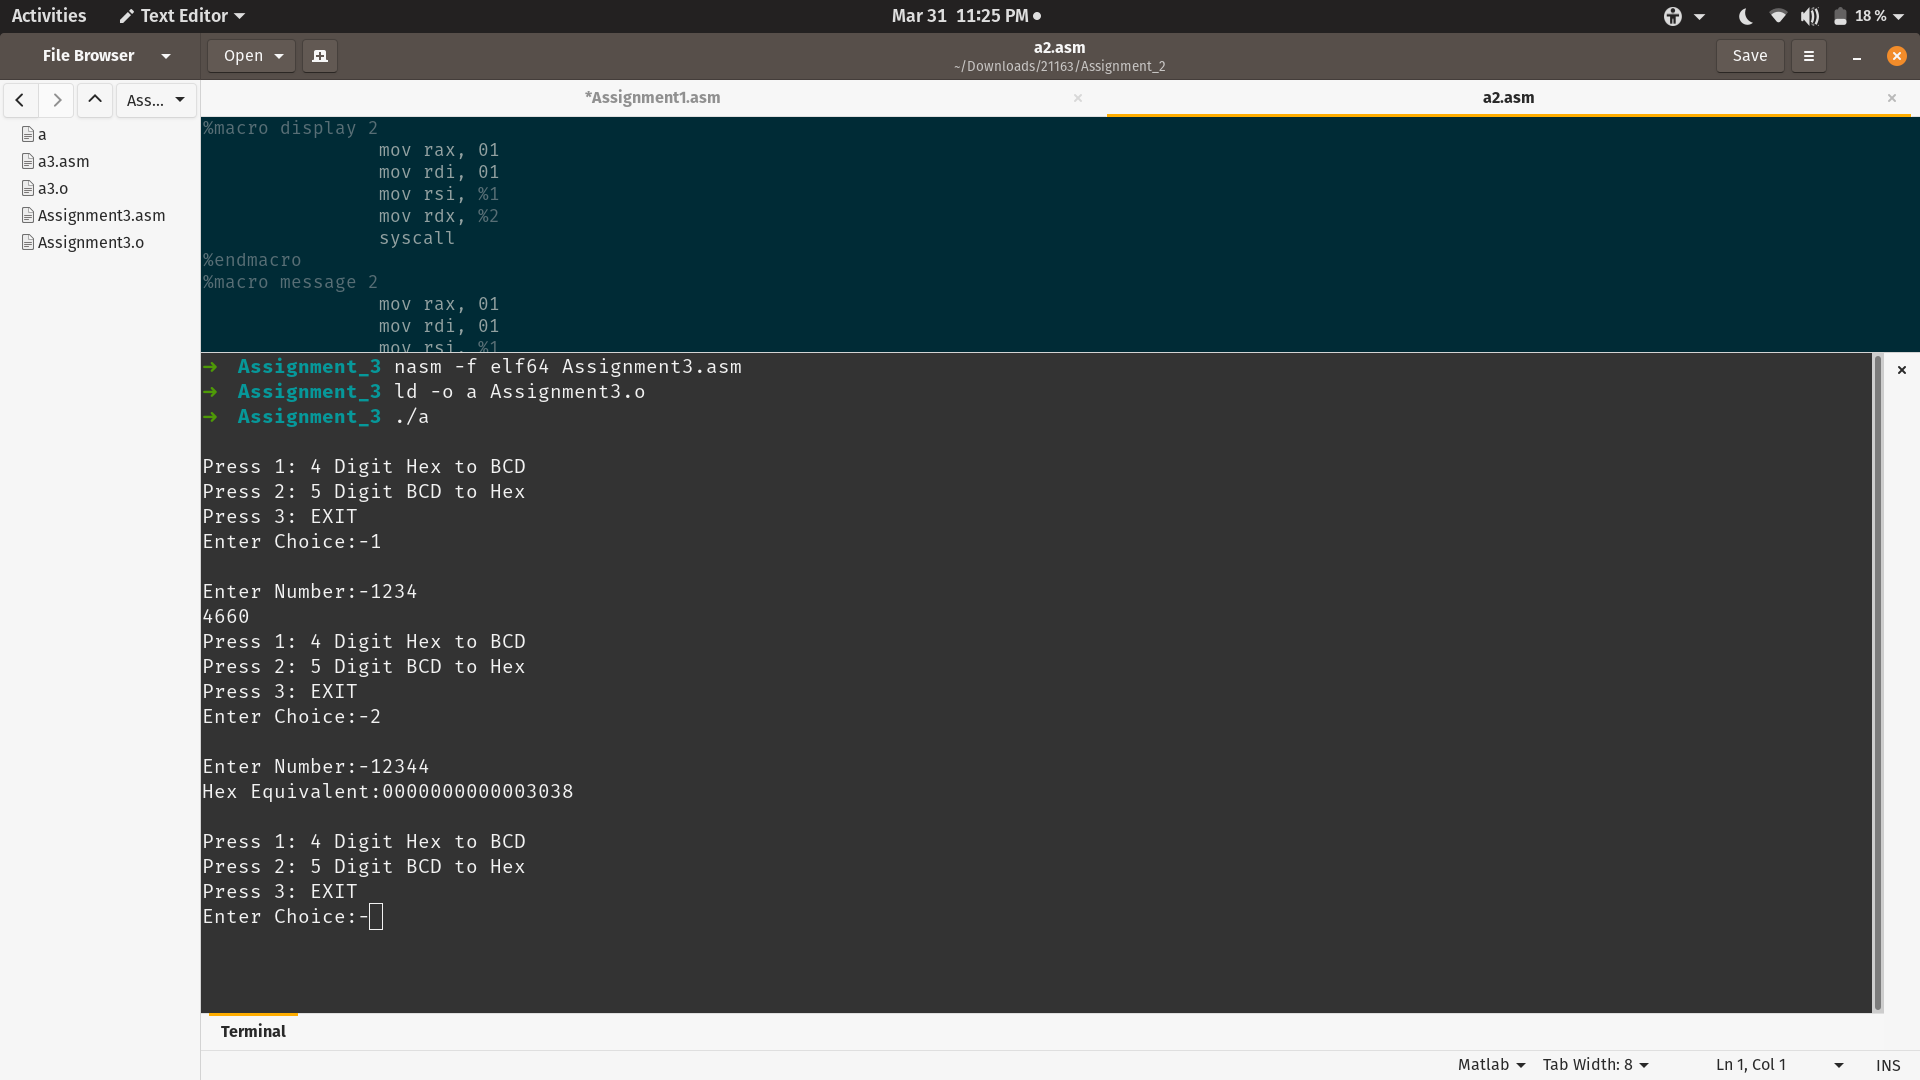 Activities
Text Editor
Mar 31 11:25 PM
18 %
File Browser
Open
a2.asm
~/Downloads/21163/Assignment_2
Save
Ass...
*Assignment1.asm
a2.asm
a
a3.asm
a3.o
Assignment3.asm
Assignment3.o
%macro display 2
mov rax, 01
mov rdi, 01
mov rsi, %1
mov rdx, %2
syscall
%endmacro
%macro message 2
mov rax, 01
mov rdi, 01
mov rsi, %1
➜ Assignment_3 nasm -f elf64 Assignment3.asm
➜ Assignment_3 ld -o a Assignment3.o
➜ Assignment_3 ./a
Press 1: 4 Digit Hex to BCD
Press 2: 5 Digit BCD to Hex
Press 3: EXIT
Enter Choice:-1
Enter Number:-1234
4660
Press 1: 4 Digit Hex to BCD
Press 2: 5 Digit BCD to Hex
Press 3: EXIT
Enter Choice:-2
Enter Number:-12344
Hex Equivalent:0000000000003038
Press 1: 4 Digit Hex to BCD
Press 2: 5 Digit BCD to Hex
Press 3: EXIT
Enter Choice:-
Terminal
Matlab
Tab Width: 8
Ln 1, Col 1
INS